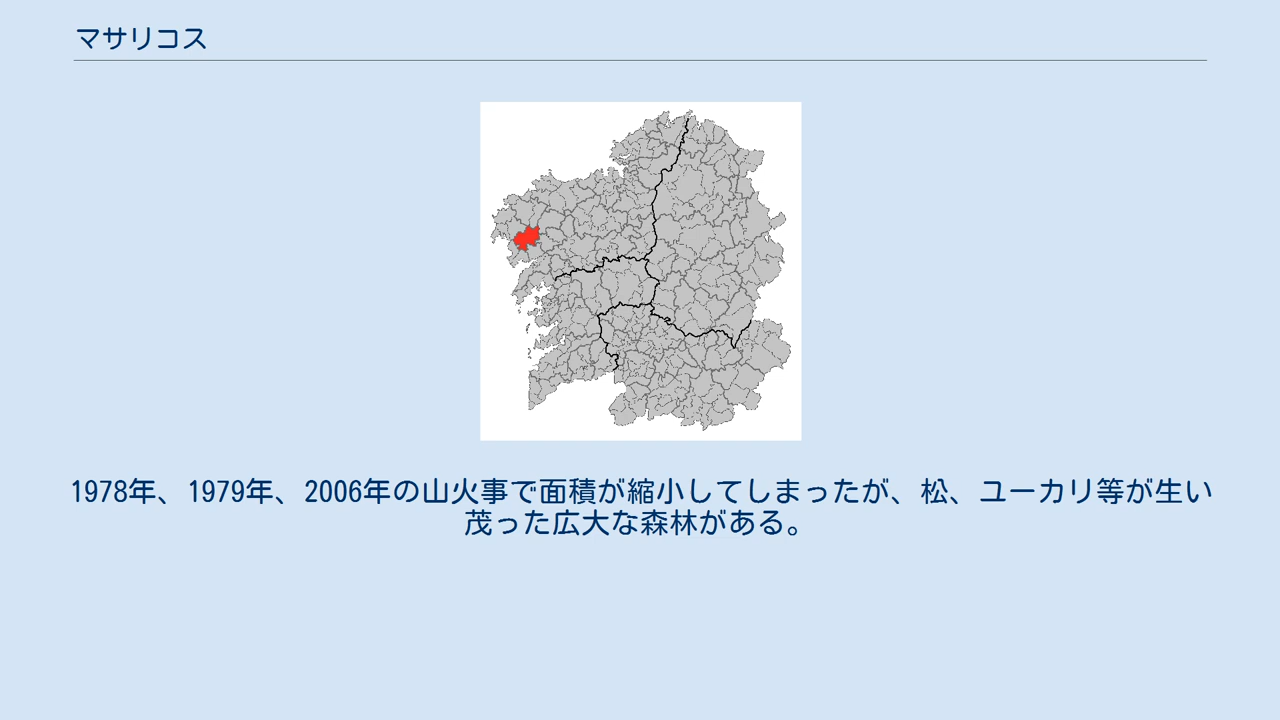 マサリコス
1978年、1979年、2006年の山火事で面積が縮小してしまったが、松、ユーカリ等が生い
茂った広大な森林がある。